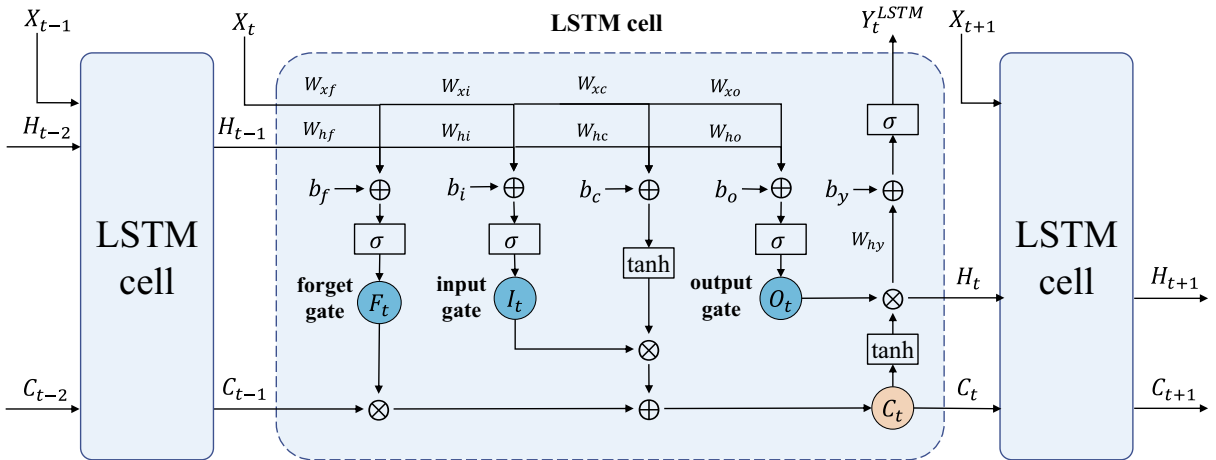 X_{t-1}
X_t
LSTM cell
Y_t^{LSTM}
X_{t+1}
W_{xf}
W_{xi}
W_{xc}
W_{xo}
H_{t-2}
H_{t-1}
W_{hf}
W_{hi}
W_{hc}
W_{ho}
σ
b_f
b_i
b_c
b_o
b_y
LSTM
cell
σ
σ
σ
W_{hy}
LSTM
cell
tanh
forget
gate
F_t
input
gate
I_t
output
gate
O_t
H_t
H_{t+1}
tanh
C_{t-2}
C_{t-1}
C_t
C_t
C_{t+1}